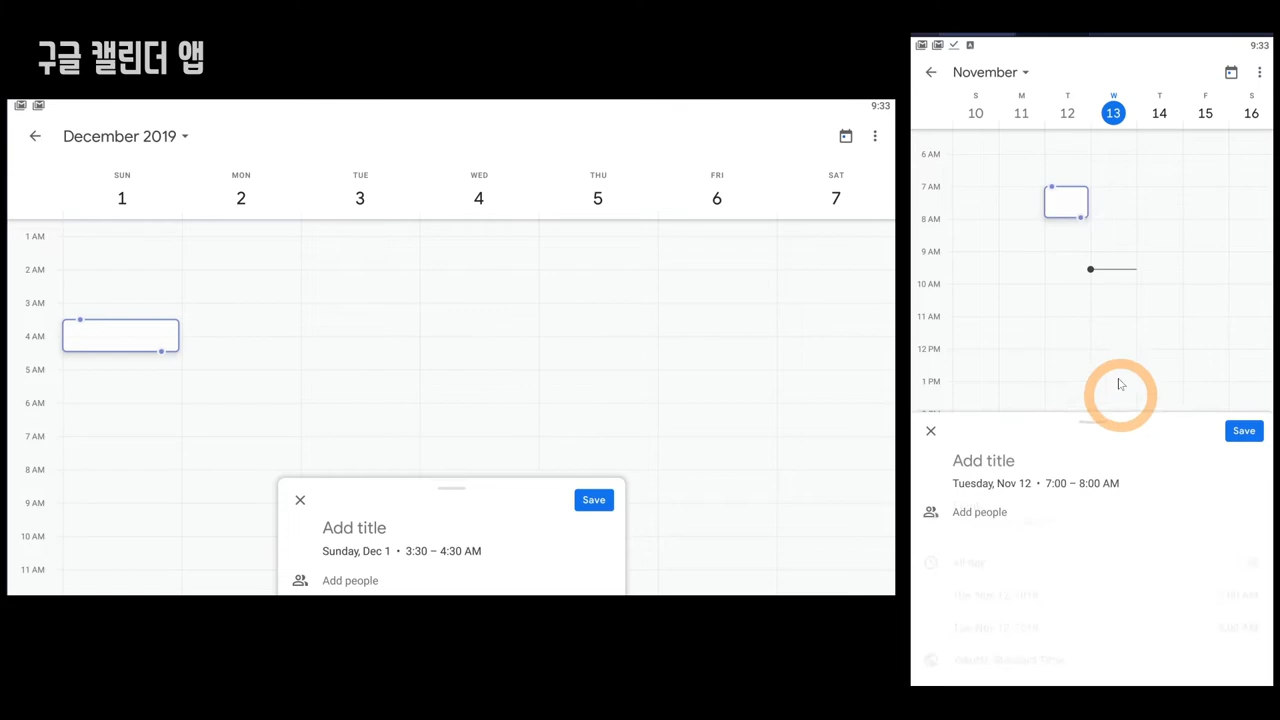 구글 캘린더 앱
9:33
December 2019
SUN MON TUE WED THU FRI SAT
1 2 3 4 5 6 7
1 AM
2 AM
3 AM
4 AM
5 AM
6 AM
7 AM
8 AM
9 AM
10 AM
11 AM
Save
Add title
Sunday, Dec 1 • 3:30 – 4:30 AM
Add people
9:33
November
S M T W T F S
10 11 12 13 14 15 16
6 AM
7 AM
8 AM
9 AM
10 AM
11 AM
12 PM
1 PM
Save
Add title
Tuesday, Nov 12 • 7:00 – 8:00 AM
Add people
All day